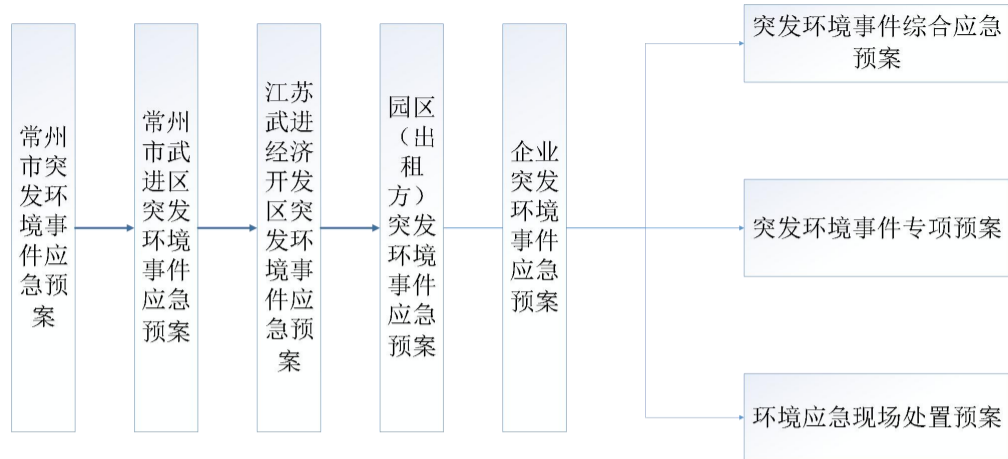 常州
市突
发环
境事
件应
急预
案
常州
市武
进区
突发
环境
事件
应急
预案
江苏
武进
经济
开发
区突
发环
境事
件应
急预
案
园区
（出
租
方）
突发
环境
事件
应急
预案
企业
突发
环境
事件
应急
预案
突发环境事件综合应急
预案
突发环境事件专项预案
环境应急现场处置预案